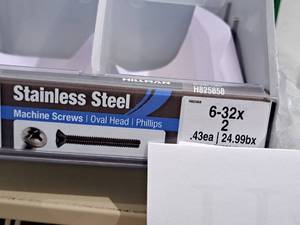 HILLMAN
H825858
Stainless Steel
Machine Screws | Oval Head | Phillips
6-32x
2
.43ea | 24.99bx